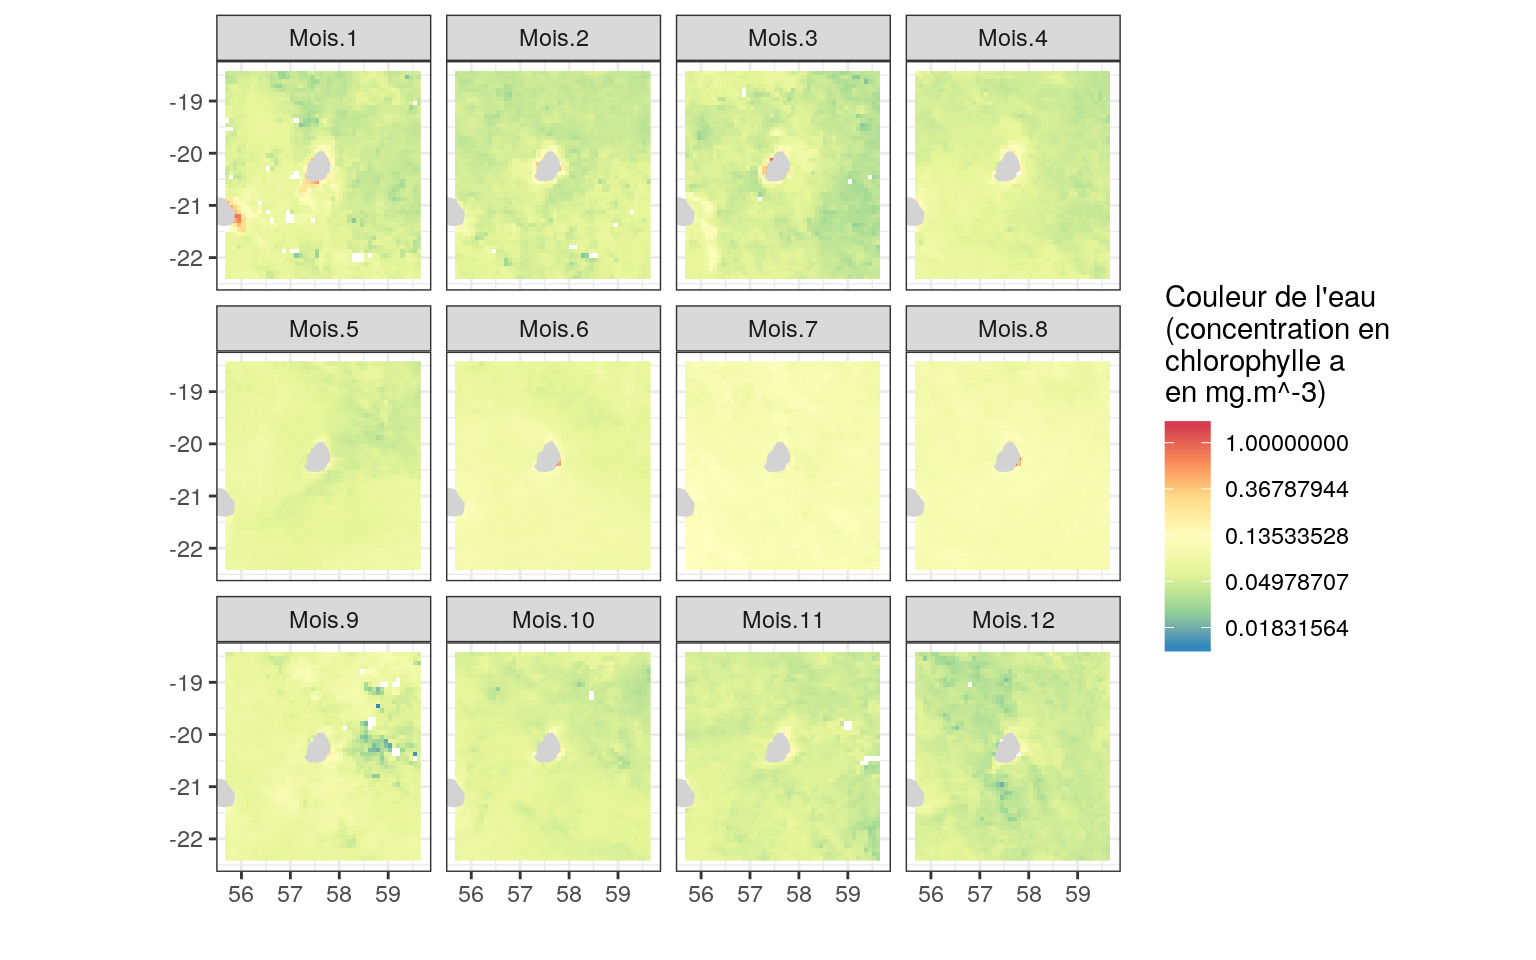 Mois.1 Mois.2 Mois.3 Mois.4
-19
-20
-21
-22
Mois.5 Mois.6 Mois.7 Mois.8
-19
-20
-21
-22
Mois.9 Mois.10 Mois.11 Mois.12
-19
-20
-21
-22
56 57 58 59 56 57 58 59 56 57 58 59 56 57 58 59
Couleur de l'eau
(concentration en
chlorophylle a
en mg.m^-3)
1.00000000
0.36787944
0.13533528
0.04978707
0.01831564